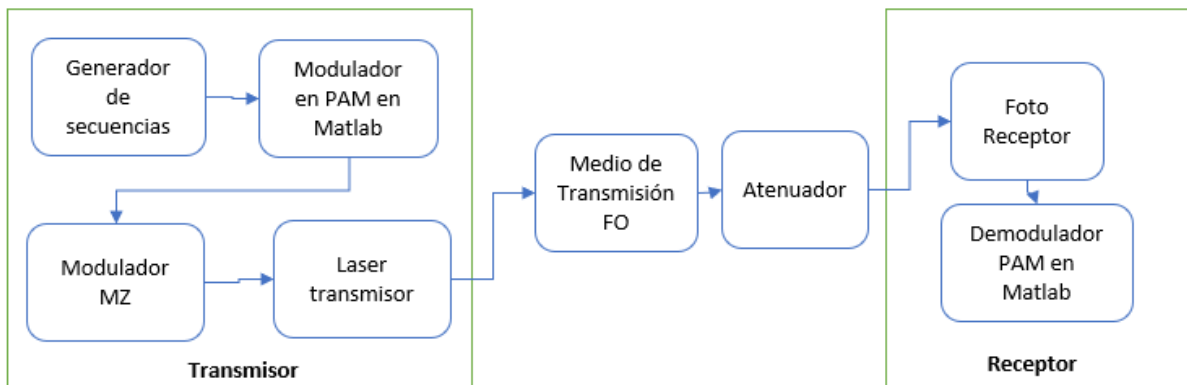 Generador
de
secuencias
Modulador
en PAM en
Matlab
Modulador
MZ
Laser
transmisor
Transmisor
Medio de
Transmisión
FO
Atenuador
Foto
Receptor
Demodulador
PAM en
Matlab
Receptor